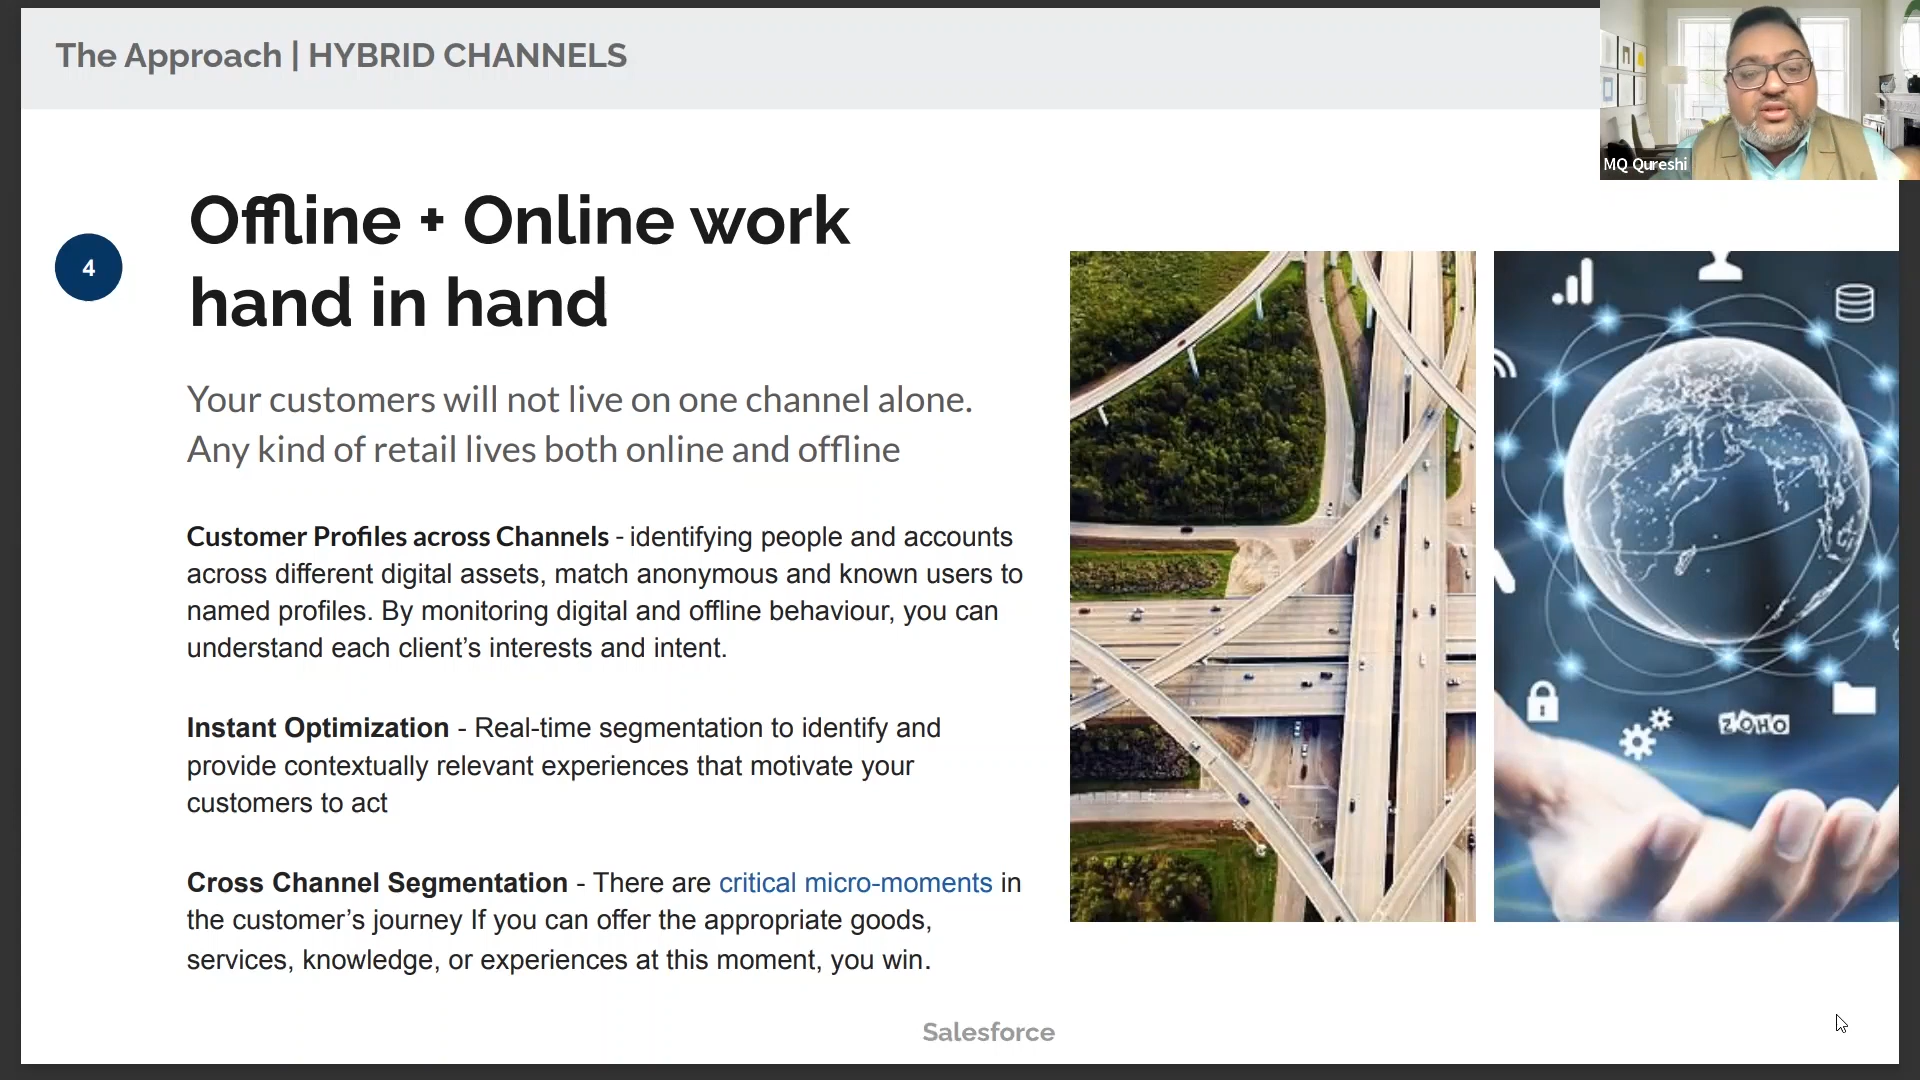 The Approach | HYBRID CHANNELS
MQ Qureshi
4
Offline + Online work
hand in hand
Your customers will not live on one channel alone.
Any kind of retail lives both online and offline
Customer Profiles across Channels - identifying people and accounts
across different digital assets, match anonymous and known users to
named profiles. By monitoring digital and offline behaviour, you can
understand each client’s interests and intent.
Instant Optimization - Real-time segmentation to identify and
provide contextually relevant experiences that motivate your
customers to act
Cross Channel Segmentation - There are critical micro-moments in
the customer’s journey If you can offer the appropriate goods,
services, knowledge, or experiences at this moment, you win.
ZOHO
Salesforce